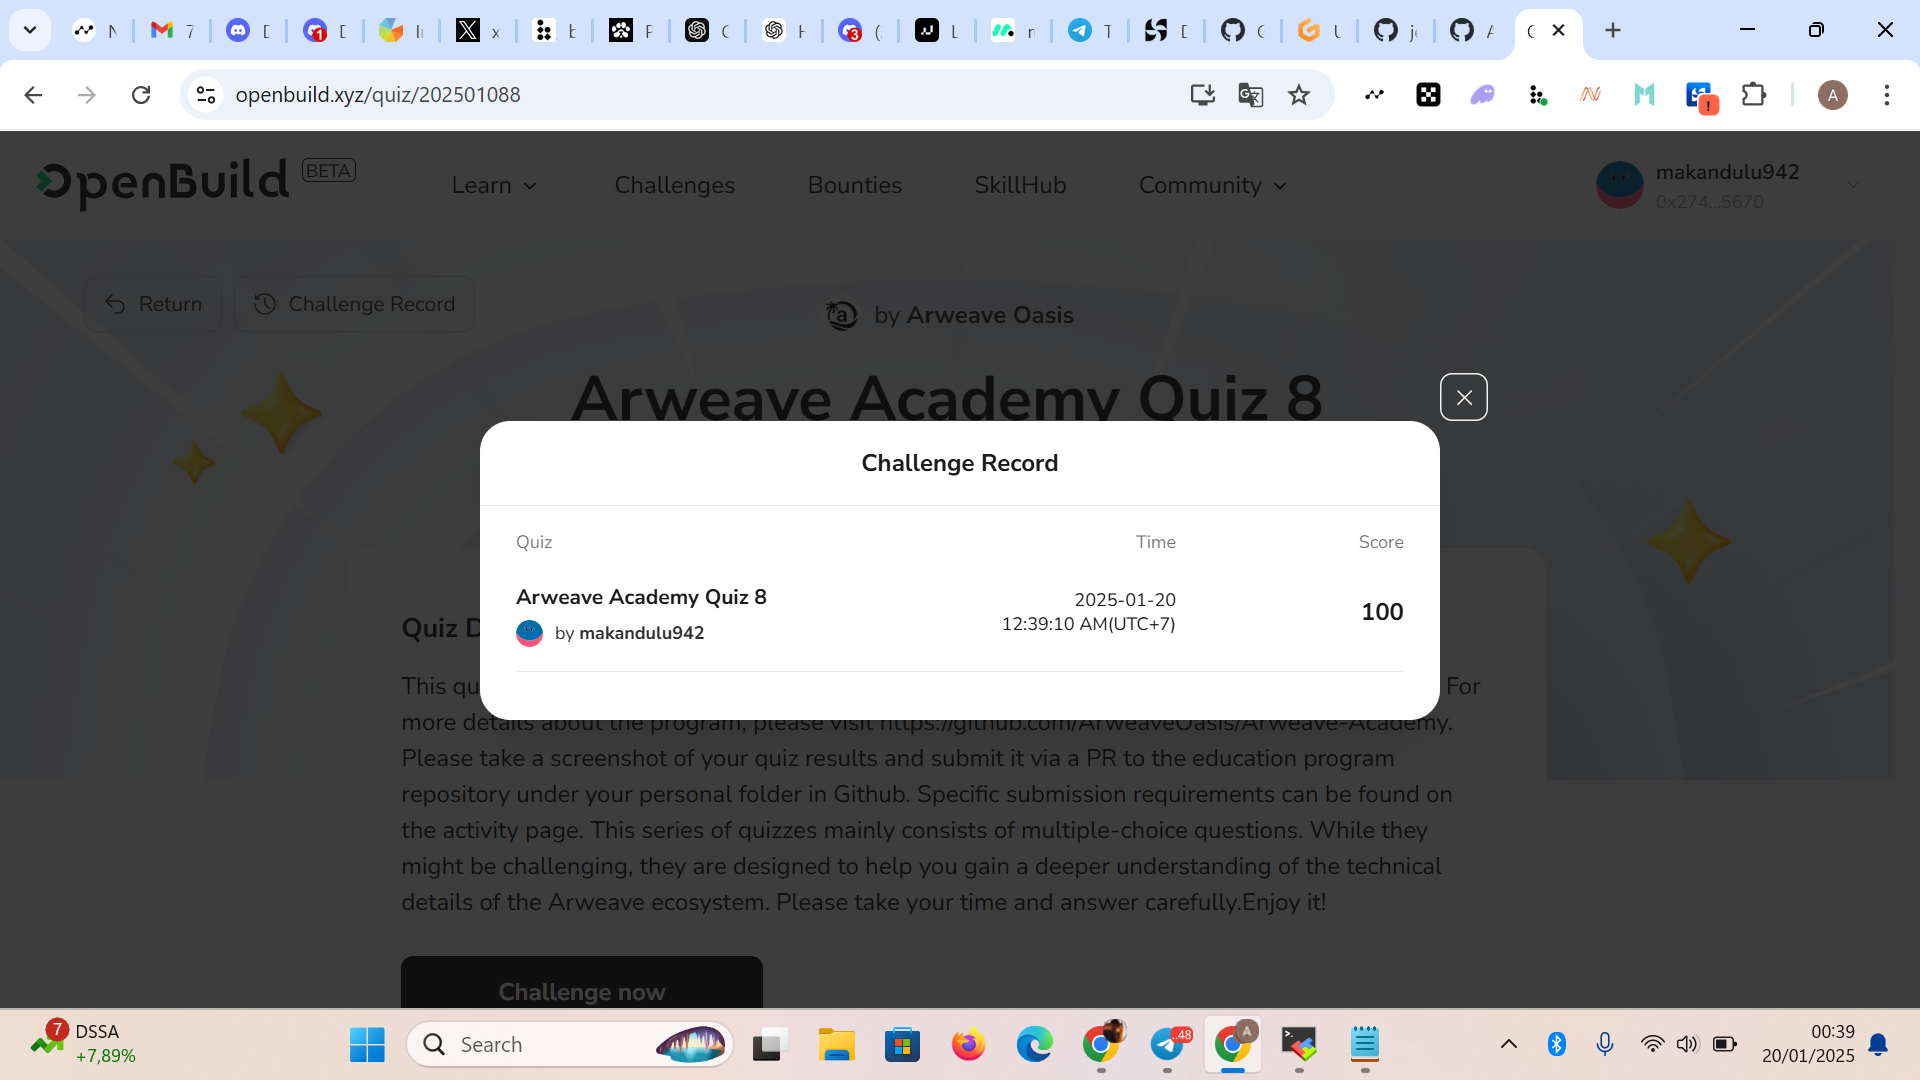 openbuild.xyz/quiz/202501088
A
OpenBuild BETA
Learn
Challenges
Bounties
SkillHub
Community
makandulu942
0x274...5670
Return
Challenge Record
by Arweave Oasis
Arweave Academy Quiz 8
Challenge Record
Quiz
Time
Score
Arweave Academy Quiz 8
by makandulu942
2025-01-20
12:39:10 AM(UTC+7)
100
Quiz D
This qu
For
more details about the program, please visit https://github.com/ArweaveOasis/Arweave-Academy.
Please take a screenshot of your quiz results and submit it via a PR to the education program
repository under your personal folder in Github. Specific submission requirements can be found on
the activity page. This series of quizzes mainly consists of multiple-choice questions. While they
might be challenging, they are designed to help you gain a deeper understanding of the technical
details of the Arweave ecosystem. Please take your time and answer carefully.Enjoy it!
Challenge now
7
DSSA
+7,89%
Search
..48
A
00:39
20/01/2025